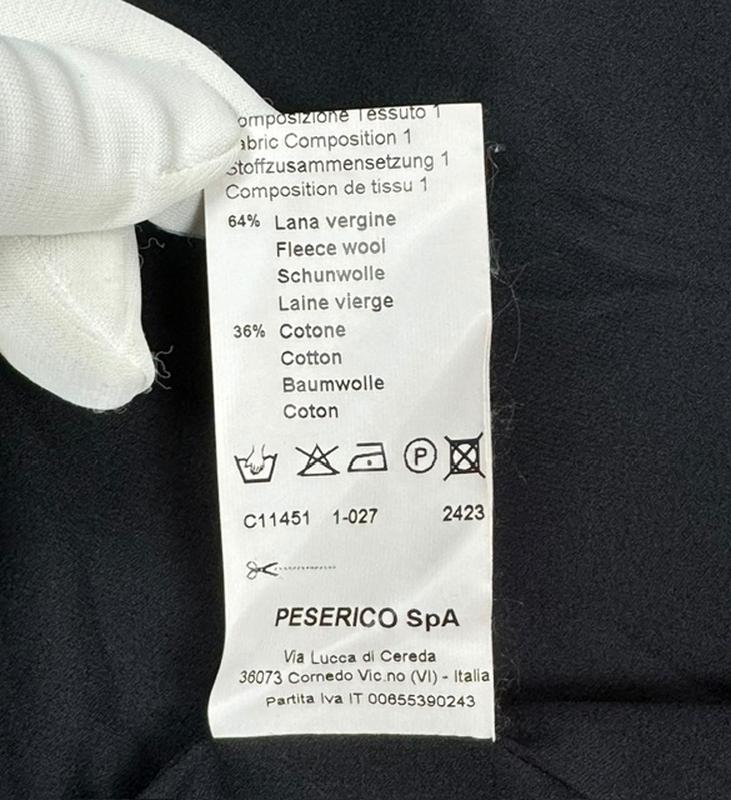 omposizione Tessuto 1
abric Composition 1
Stoffzusammensetzung 1
Composition de tissu 1
64% Lana vergine
Fleece wool
Schunwolle
Laine vierge
36% Cotone
Cotton
Baumwolle
Coton
P
C11451 1-027 2423
PESERICO SpA
Via Lucca di Cereda
36073 Cornedo Vic.no (VI) - Italia
Partita Iva IT 00855390243